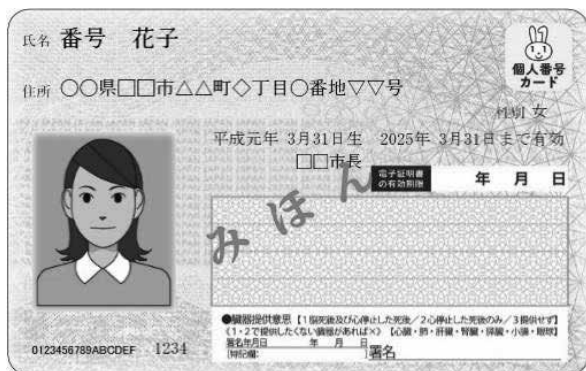 氏名 番号 花子
個人番号
カード
住所 〇〇県□□市△△町◇丁目〇番地▽▽号
性別 女
平成元年 3月31日生 2025年 3月31日まで有効
□□市長
電子証明書
の有効期限
年 月 日
みほん
●臓器提供意思【1 脳死後及び心停止した死後/2 心停止した死後のみ/3 提供せず】
《1・2で提供したくない臓器があれば×》【心臓・肺・肝臓・腎臓・膵臓・小腸・眼球】
署名年月日 年 月 日
[特記欄: ]署名
0123456789ABCDEF 1234